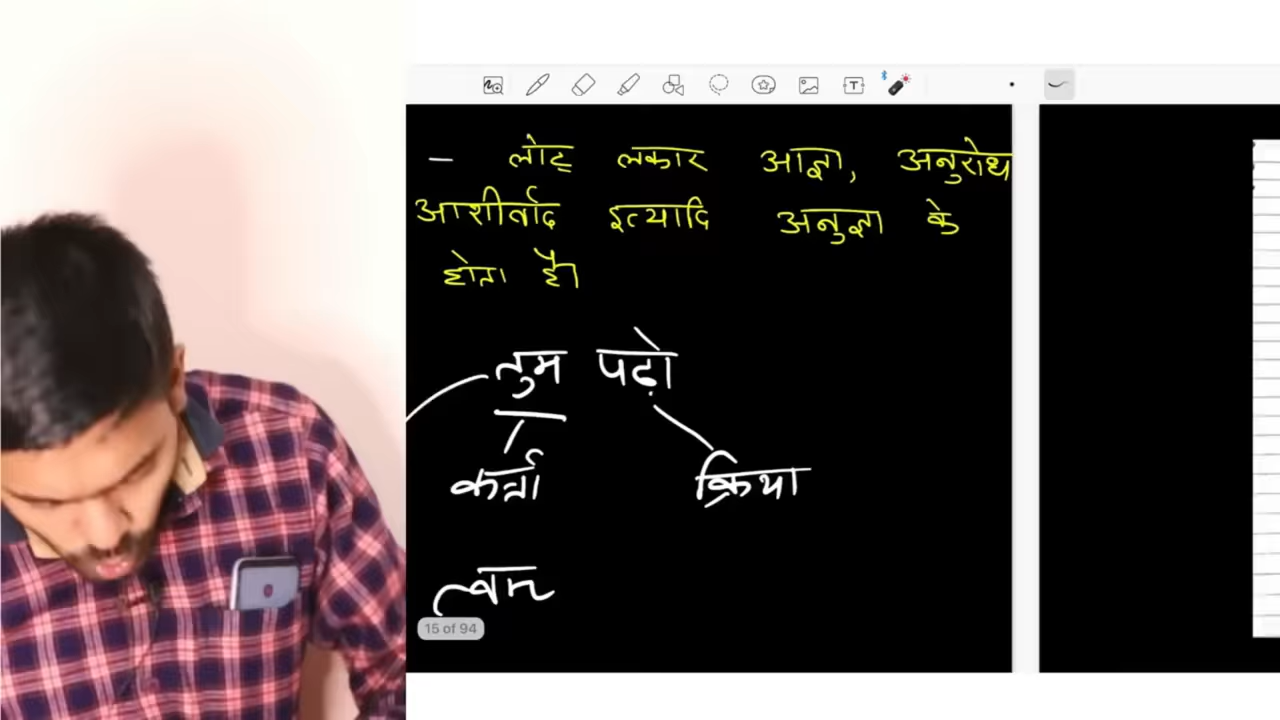 – लोट् लकार आज्ञा, अनुरोध
आशीर्वाद इत्यादि अनुज्ञा के
होता है।
तुम पढ़ो
कर्त्ता क्रिया
त्वम्
15 of 94